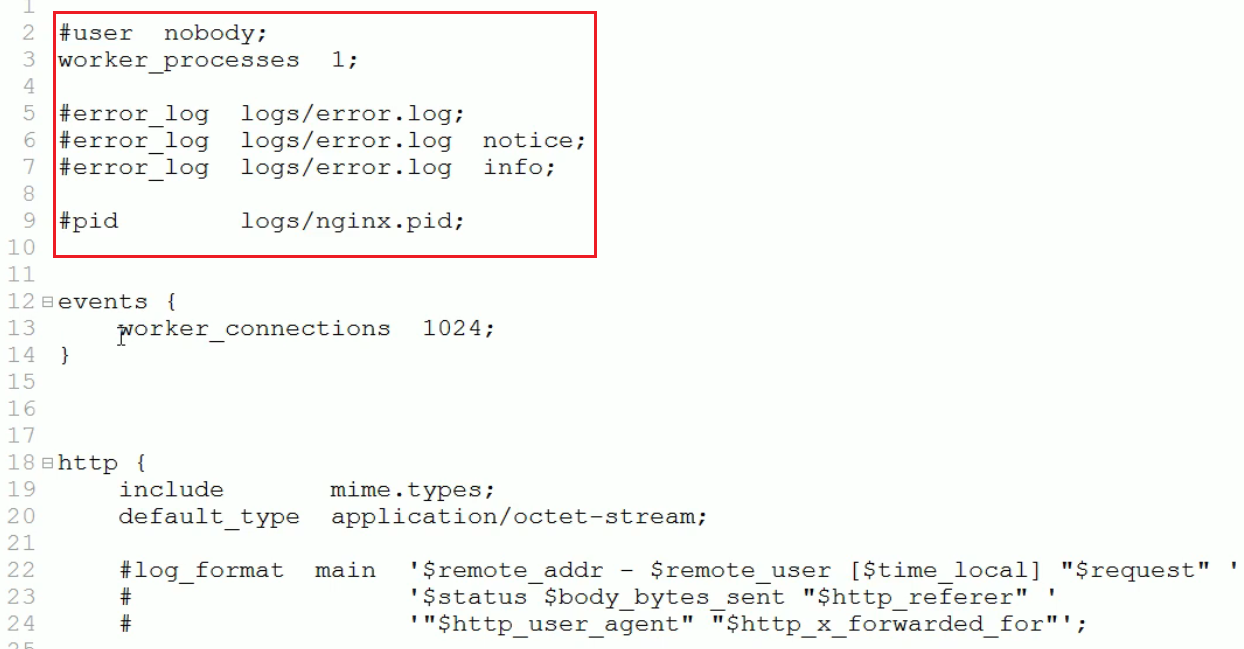 1
2 #user  nobody;
3 worker_processes  1;
4
5 #error_log  logs/error.log;
6 #error_log  logs/error.log  notice;
7 #error_log  logs/error.log  info;
8
9 #pid        logs/nginx.pid;
10
11
12 events {
13     worker_connections  1024;
14 }
15
16
17
18 http {
19     include       mime.types;
20     default_type  application/octet-stream;
21
22     #log_format  main  '$remote_addr - $remote_user [$time_local] "$request" '
23     #                  '$status $body_bytes_sent "$http_referer" '
24     #                  '"$http_user_agent" "$http_x_forwarded_for"';
25